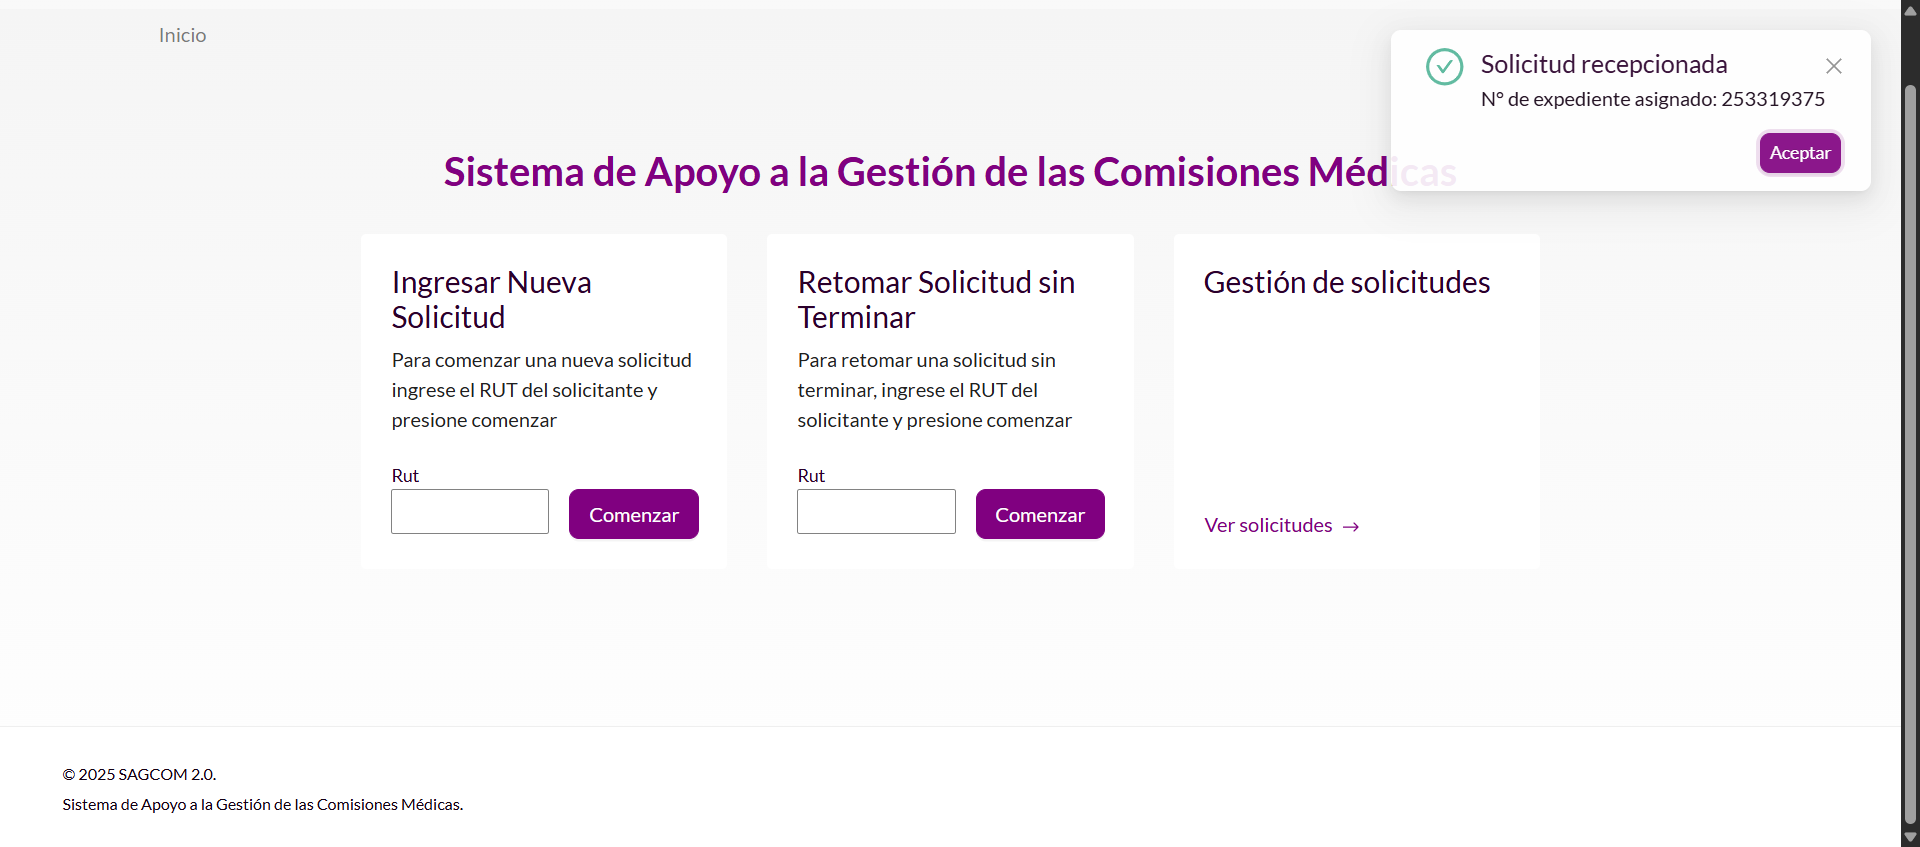 Inicio
Solicitud recepcionada
N° de expediente asignado: 253319375
Aceptar
Sistema de Apoyo a la Gestión de las Comisiones Médicas
Ingresar Nueva
Solicitud
Para comenzar una nueva solicitud
ingrese el RUT del solicitante y
presione comenzar
Rut
Comenzar
Retomar Solicitud sin
Terminar
Para retomar una solicitud sin
terminar, ingrese el RUT del
solicitante y presione comenzar
Rut
Comenzar
Gestión de solicitudes
Ver solicitudes →
© 2025 SAGCOM 2.0.
Sistema de Apoyo a la Gestión de las Comisiones Médicas.